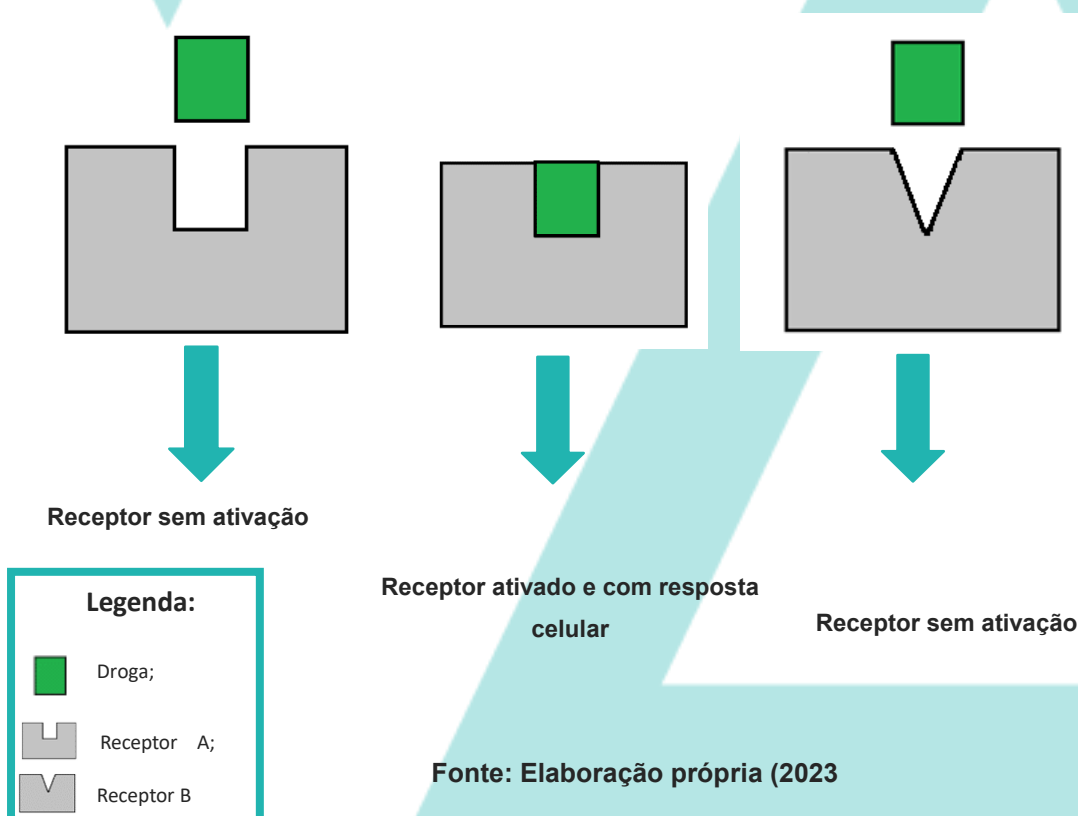 Receptor sem ativação
Receptor ativado e com resposta
celular
Receptor sem ativação
Legenda:
Droga;
Receptor A;
Receptor B
Fonte: Elaboração própria (2023